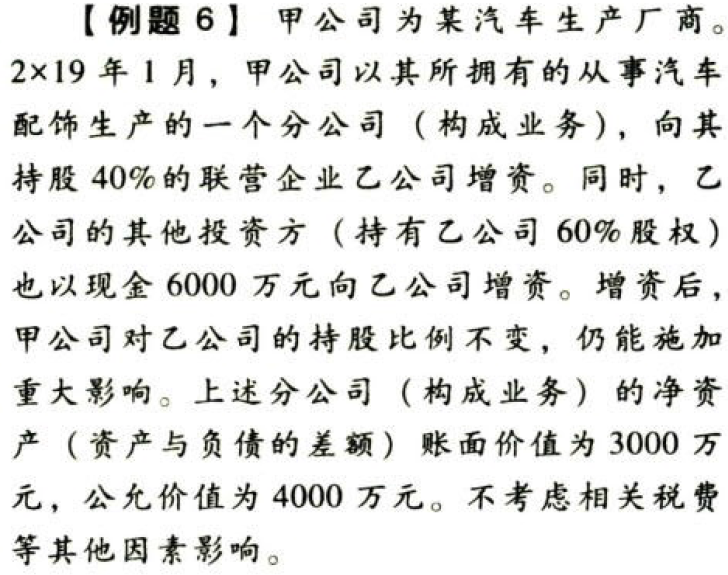 【例题 6】 甲公司为某汽车生产厂商。
2×19 年 1 月，甲公司以其所拥有的从事汽车
配饰生产的一个分公司（构成业务），向其
持股 40%的联营企业乙公司增资。同时，乙
公司的其他投资方（持有乙公司 60%股权）
也以现金 6000 万元向乙公司增资。增资后，
甲公司对乙公司的持股比例不变，仍能施加
重大影响。上述分公司（构成业务）的净资
产（资产与负债的差额）账面价值为 3000 万
元，公允价值为 4000 万元。不考虑相关税费
等其他因素影响。